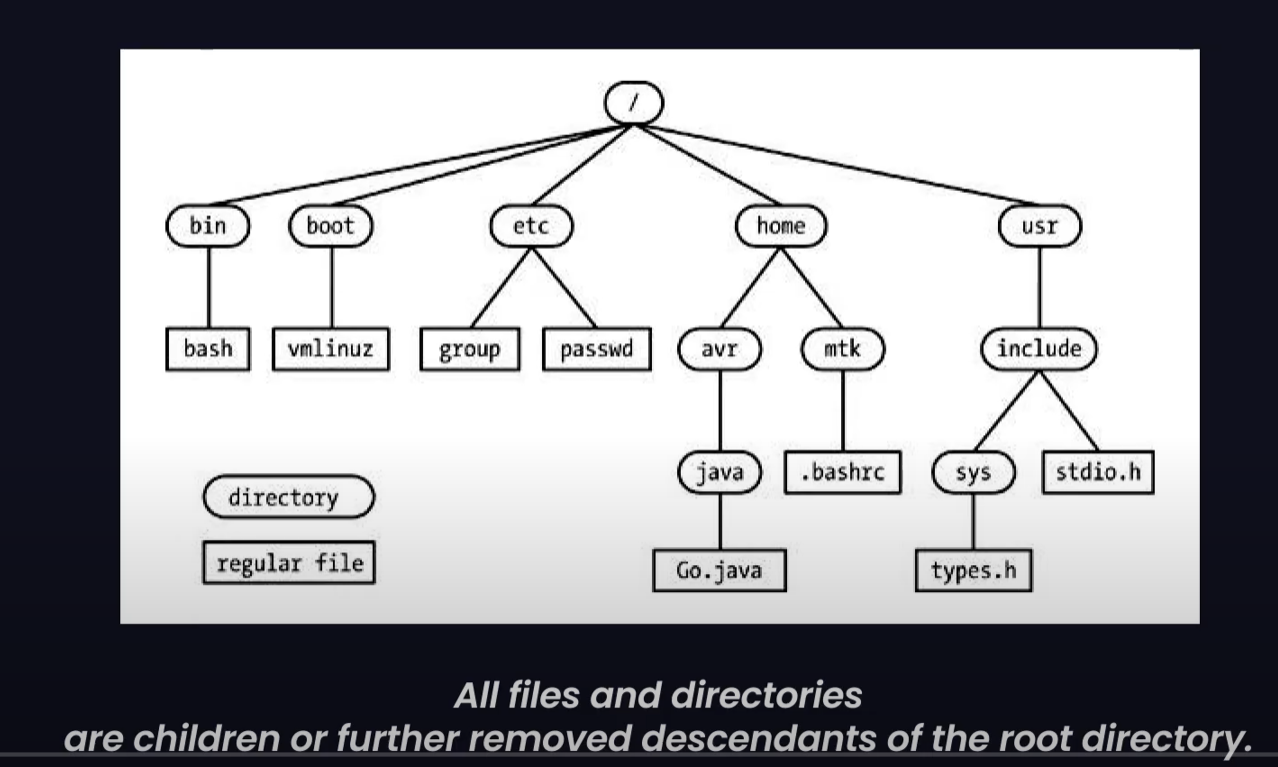 /
bin boot etc home usr
bash vmlinuz group passwd avr mtk include
java .bashrc sys stdio.h
directory
regular file
Go.java types.h
All files and directories
are children or further removed descendants of the root directory.